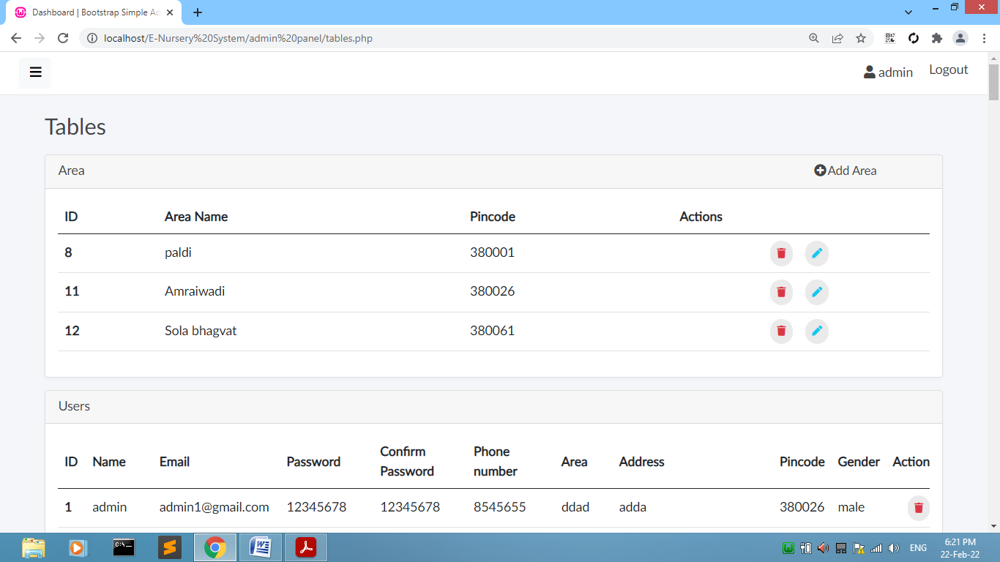 Dashboard | Bootstrap Simple Ad
localhost/E-Nursery%20System/admin%20panel/tables.php
admin
Logout
Tables
Area
Add Area
ID Area Name Pincode Actions
8 paldi 380001
11 Amraiwadi 380026
12 Sola bhagvat 380061
Users
ID Name Email Password Confirm Password Phone number Area Address Pincode Gender Action
1 admin admin1@gmail.com 12345678 12345678 8545655 ddad adda 380026 male
ENG
6:21 PM
22-Feb-22